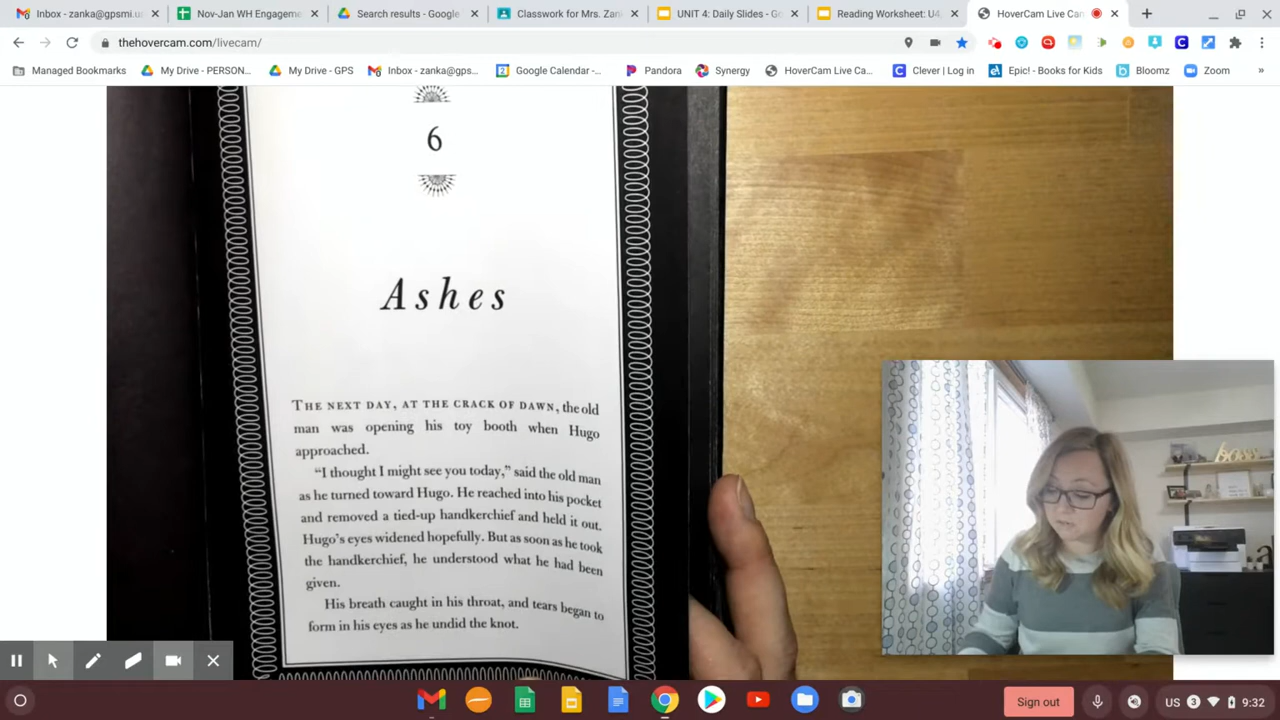 Inbox - zanka@gpsmi.us
Nov-Jan WH Engageme
Search results - Google
Classwork for Mrs. Zan
UNIT 4: Daily Slides - G
Reading Worksheet: U4,
HoverCam Live Can
thehovercam.com/livecam/
Managed Bookmarks
My Drive - PERSON...
My Drive - GPS
Inbox - zanka@gps...
Google Calendar -...
Pandora
Synergy
HoverCam Live Ca...
Clever | Log in
Epic! - Books for Kids
Bloomz
Zoom
»
6
Ashes
THE NEXT DAY, AT THE CRACK OF DAWN, the old
man was opening his toy booth when Hugo
approached.
“I thought I might see you today,” said the old man
as he turned toward Hugo. He reached into his pocket
and removed a tied-up handkerchief and held it out.
Hugo’s eyes widened hopefully. But as soon as he took
the handkerchief, he understood what he had been
given.
His breath caught in his throat, and tears began to
form in his eyes as he undid the knot.
Sign out
US
3
9:32